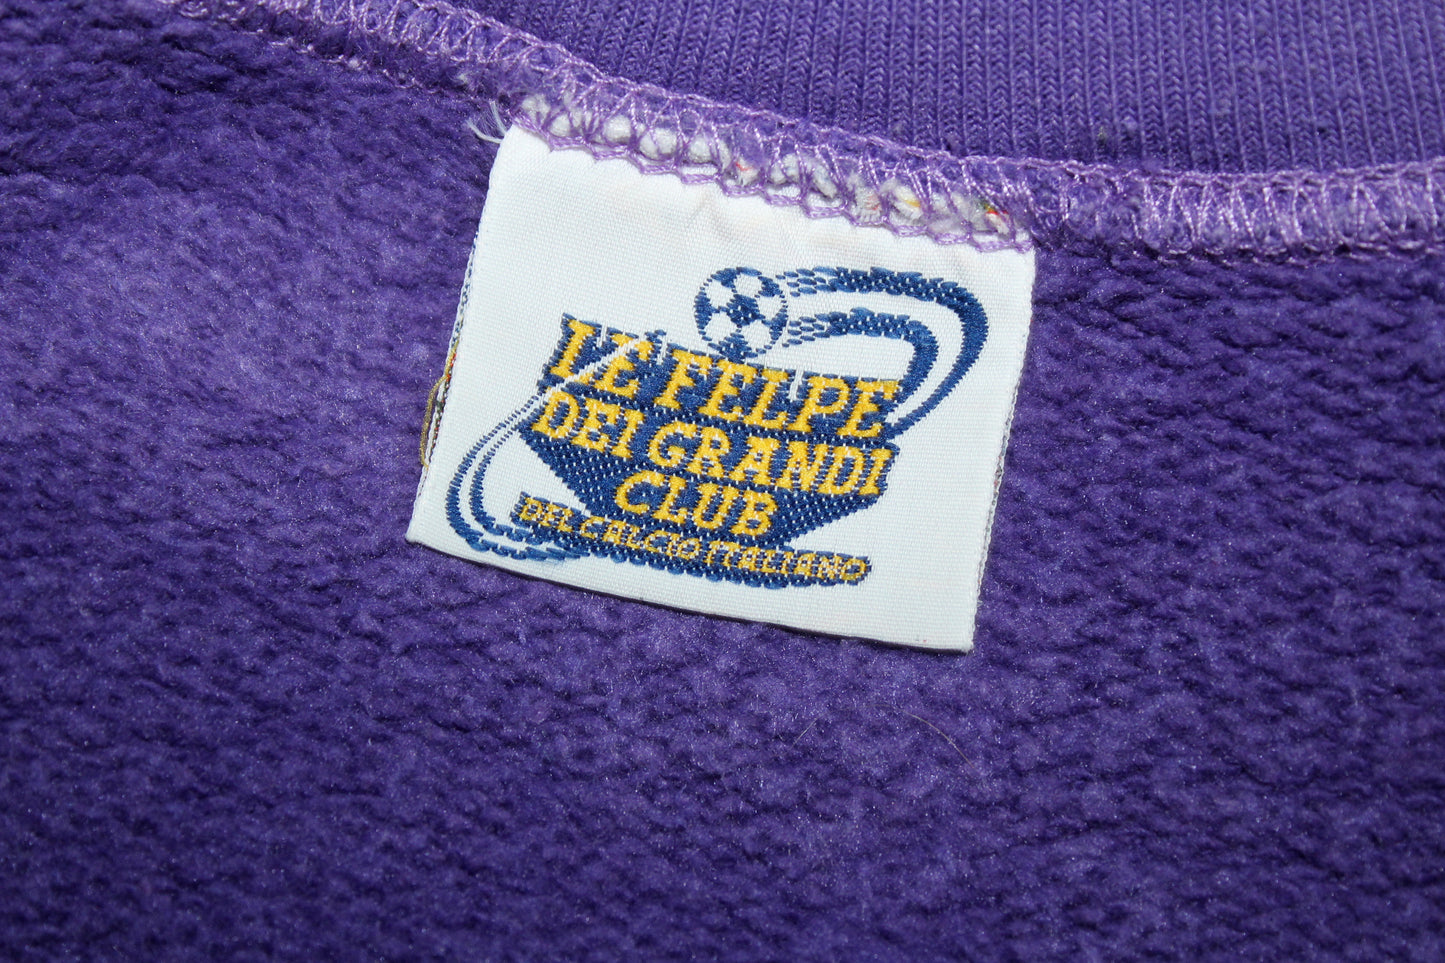 LE FELPE
DEI GRANDI
CLUB
DEL CALCIO ITALIANO